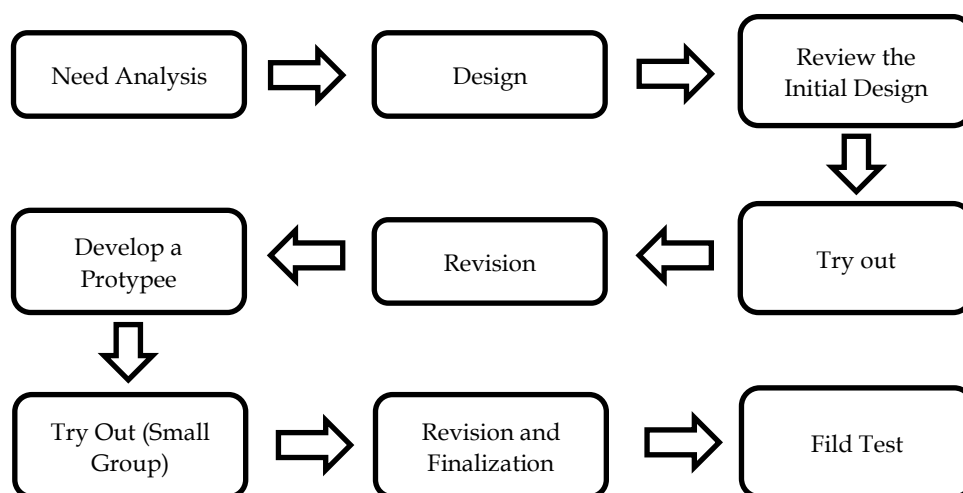 Need Analysis
Design
Review the
Initial Design
Develop a
Protypee
Revision
Try out
Try Out (Small
Group)
Revision and
Finalization
Fild Test